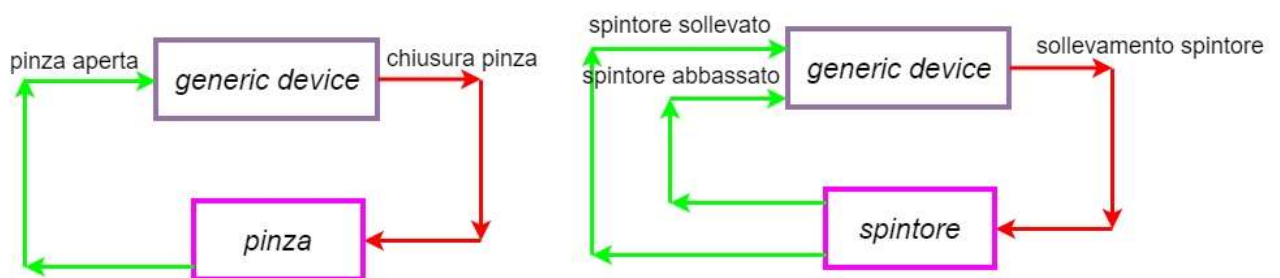 pinza aperta
generic device
chiusura pinza
pinza
spintore sollevato
spintore abbassato
generic device
sollevamento spintore
spintore